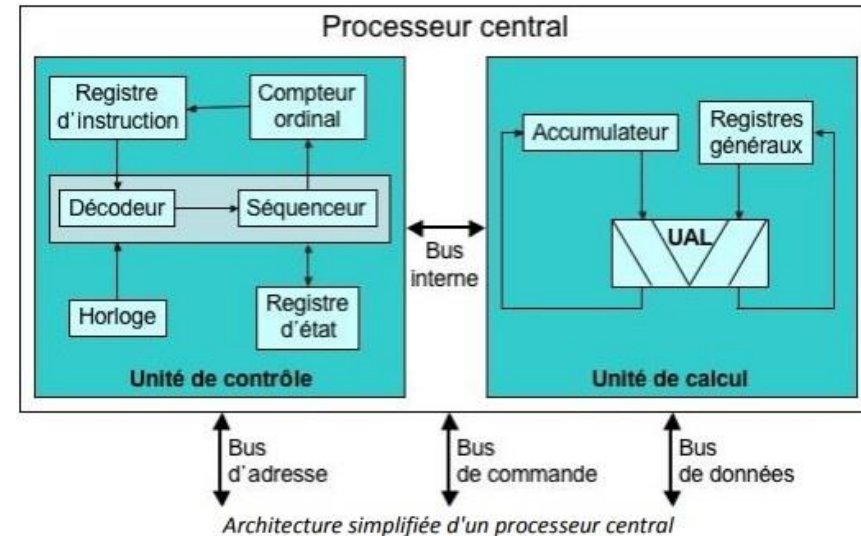 Processeur central
Registre
d'instruction
Compteur
ordinal
Décodeur
Séquenceur
Horloge
Registre
d'état
Unité de contrôle
Bus
interne
Accumulateur
Registres
généraux
UAL
Unité de calcul
Bus
d'adresse
Bus
de commande
Bus
de données
Architecture simplifiée d'un processeur central